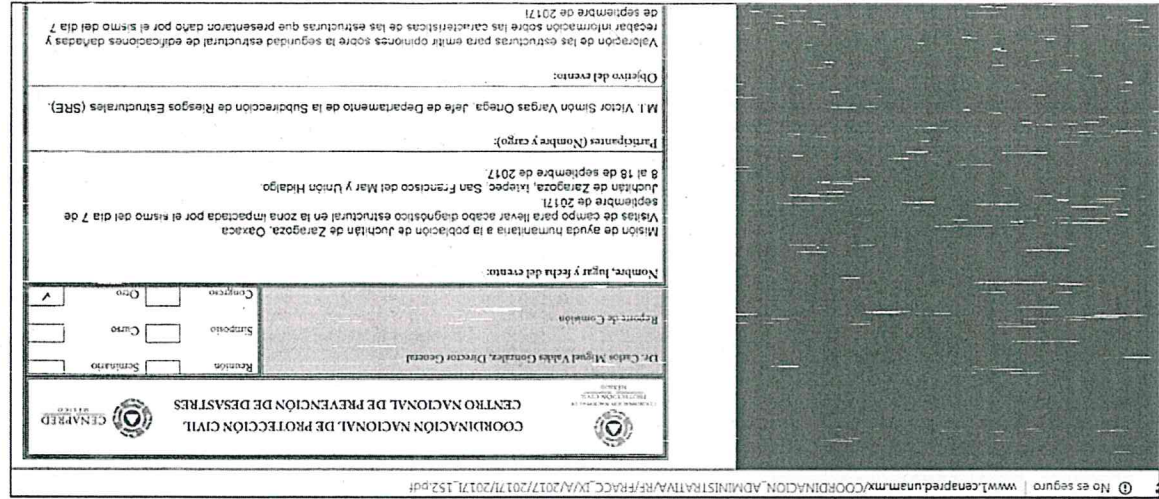 No es seguro | www1.cenapred.unam.mx/COORDINACION_ADMINISTRATIVA/RF/FRACC_IX/A/2017/2017I/2017I_152.pdf
COORDINACIÓN NACIONAL DE PROTECCIÓN CIVIL
CENTRO NACIONAL DE PREVENCIÓN DE DESASTRES
PROTECCIÓN CIVIL
MÉXICO
CENAPRED
MÉXICO
Dr. Carlos Miguel Valdés González, Director General
Reporte de Comisión
Reunión
Seminario
Simposio
Curso
Congreso
Otro
✓
Nombre, lugar y fecha del evento:
Misión de ayuda humanitaria a la población de Juchitán de Zaragoza, Oaxaca
Visitas de campo para llevar acabo diagnóstico estructural en la zona impactada por el sismo del día 7 de
septiembre de 2017I.
Juchitán de Zaragoza, Ixtepec, San Francisco del Mar y Unión Hidalgo.
8 al 18 de septiembre de 2017.
Participantes (Nombre y cargo):
M.I. Víctor Simón Vargas Ortega, Jefe de Departamento de la Subdirección de Riesgos Estructurales (SRE).
Objetivo del evento:
Valoración de las estructuras para emitir opiniones sobre la seguridad estructural de edificaciones dañadas y
recabar información sobre las características de las estructuras que presentaron daño por el sismo del día 7
de septiembre de 2017I